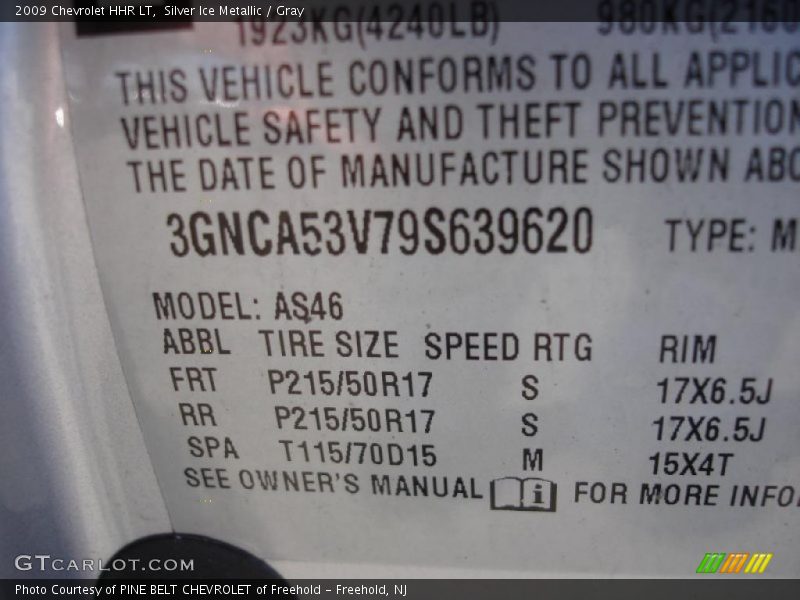 2009 Chevrolet HHR LT, Silver Ice Metallic / Gray
1923KG(4240LB) 980KG(2160
THIS VEHICLE CONFORMS TO ALL APPLIC
VEHICLE SAFETY AND THEFT PREVENTION
THE DATE OF MANUFACTURE SHOWN ABO
3GNCA53V79S639620 TYPE: M
MODEL: AS46
ABBL TIRE SIZE SPEED RTG RIM
FRT P215/50R17 S 17X6.5J
RR P215/50R17 S 17X6.5J
SPA T115/70D15 M 15X4T
SEE OWNER'S MANUAL i FOR MORE INFO
GTCARLOT.COM
Photo Courtesy of PINE BELT CHEVROLET of Freehold - Freehold, NJ